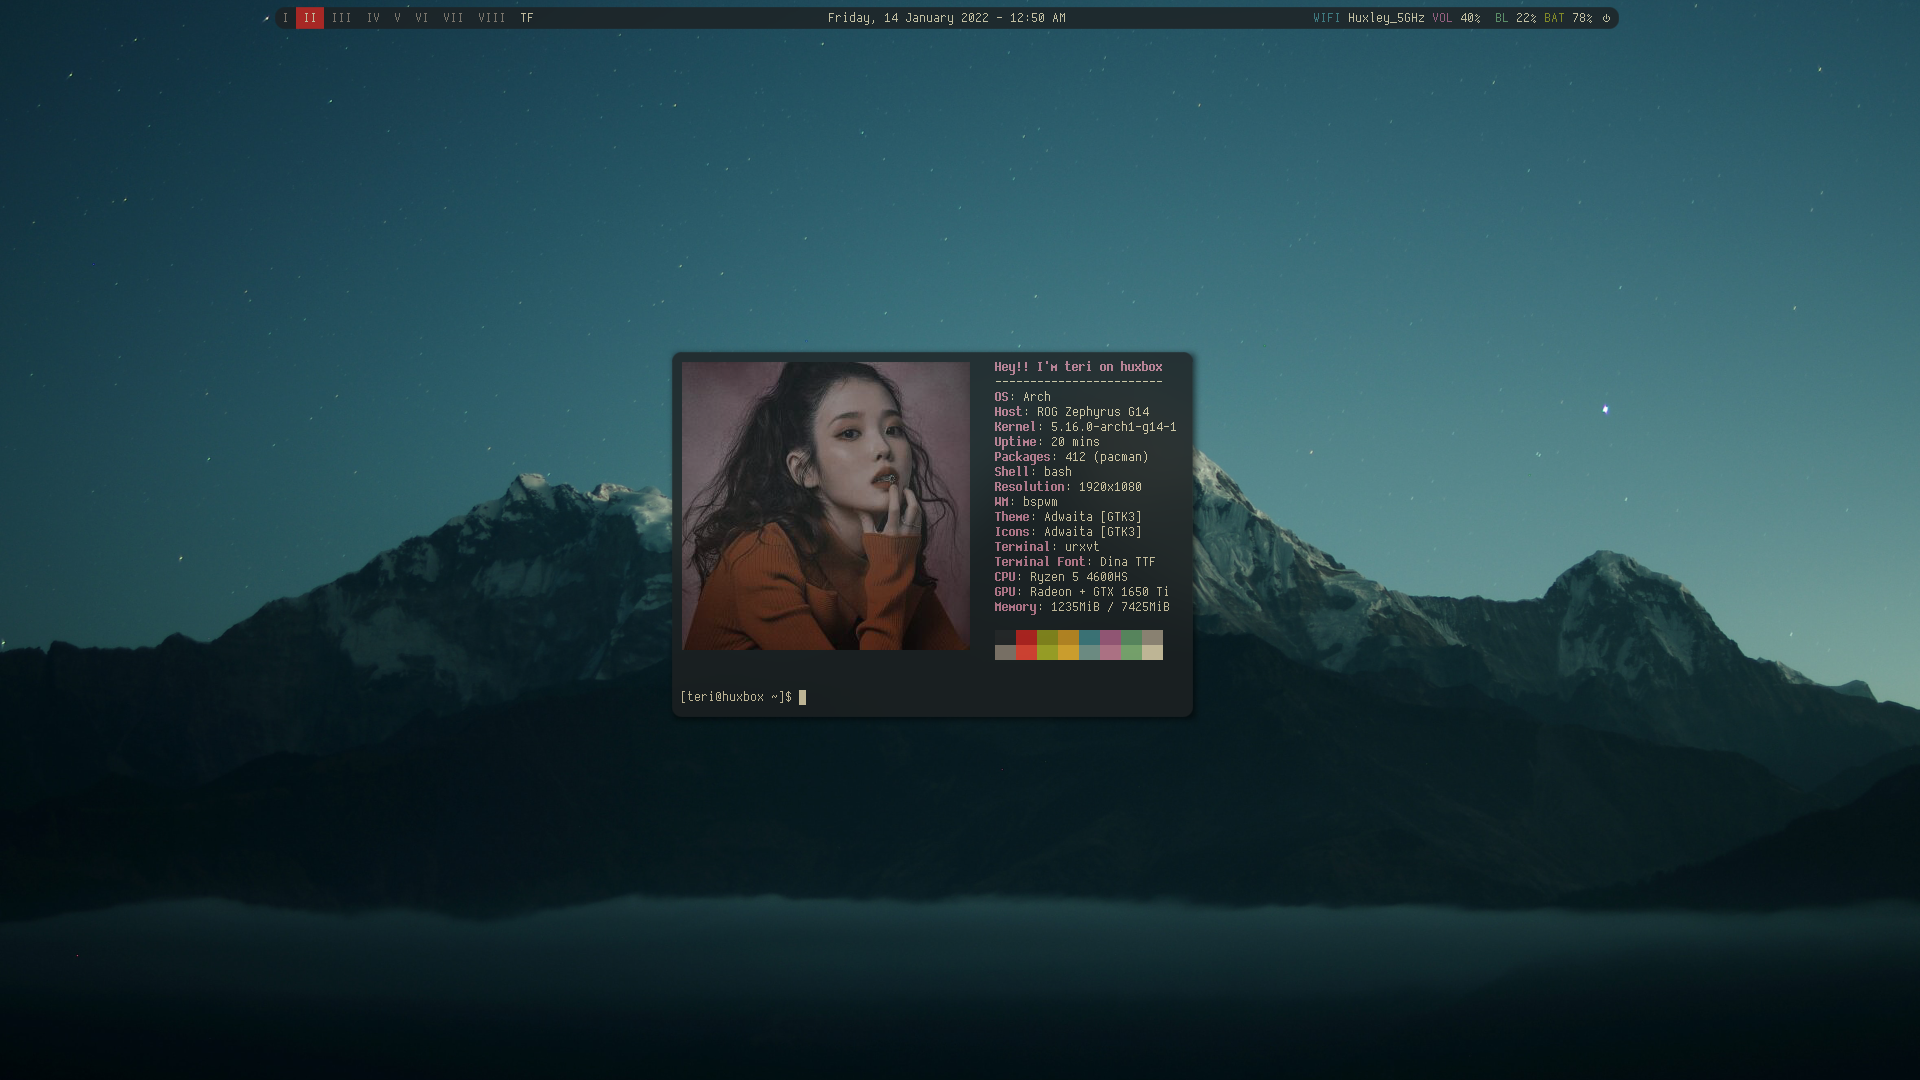 I II III IV V VI VII VIII TF
Friday, 14 January 2022 - 12:50 AM
WIFI Huxley_5GHz VOL 40% BL 22% BAT 78%
Hey!! I'm teri on huxbox
------------------------
OS: Arch
Host: ROG Zephyrus G14
Kernel: 5.16.0-arch1-g14-1
Uptime: 20 mins
Packages: 412 (pacman)
Shell: bash
Resolution: 1920x1080
WM: bspwm
Theme: Adwaita [GTK3]
Icons: Adwaita [GTK3]
Terminal: urxvt
Terminal Font: Dina TTF
CPU: Ryzen 5 4600HS
GPU: Radeon + GTX 1650 Ti
Memory: 1235MiB / 7425MiB
[teri@huxbox ~]$